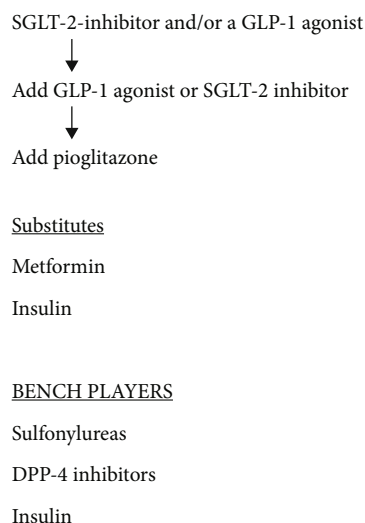 SGLT-2-inhibitor and/or a GLP-1 agonist
Add GLP-1 agonist or SGLT-2 inhibitor
Add pioglitazone
Substitutes
Metformin
Insulin
BENCH PLAYERS
Sulfonylureas
DPP-4 inhibitors
Insulin